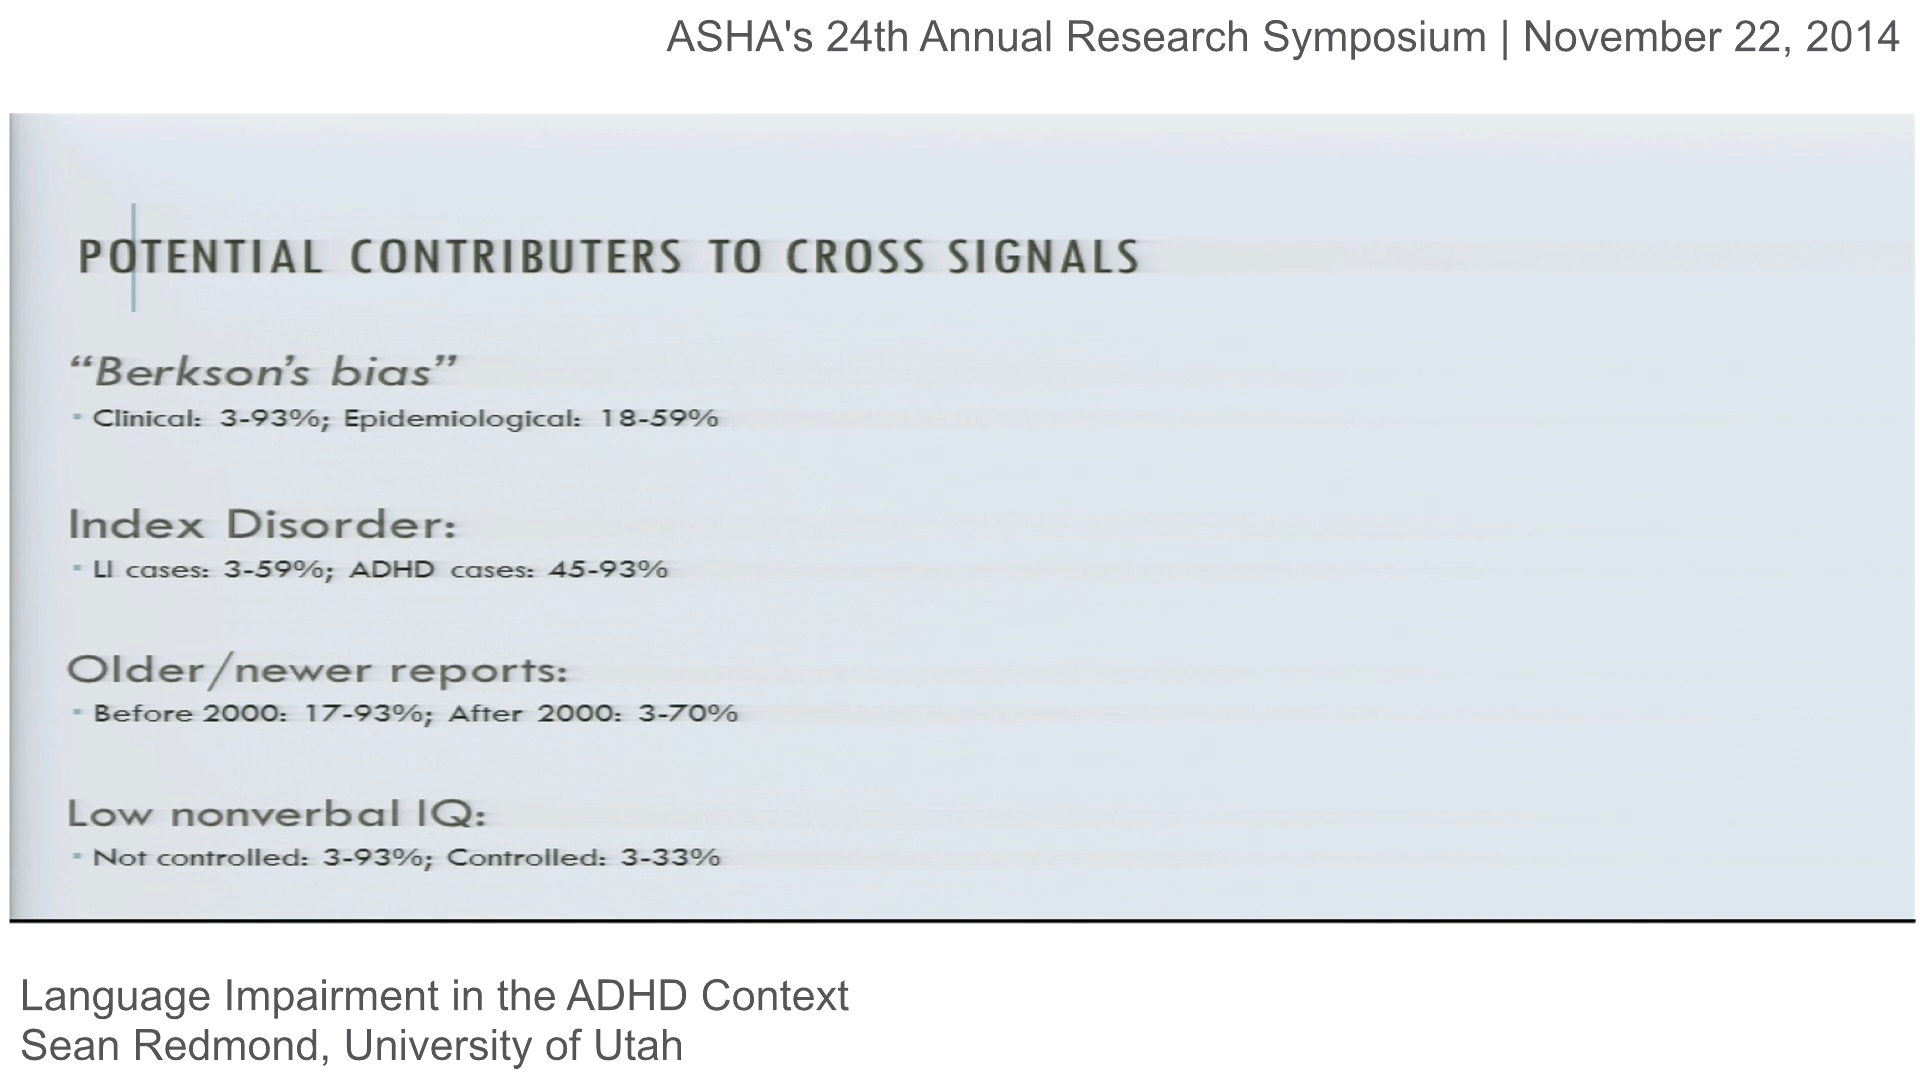 ASHA's 24th Annual Research Symposium | November 22, 2014
POTENTIAL CONTRIBUTERS TO CROSS SIGNALS
“Berkson’s bias”
▪ Clinical: 3-93%; Epidemiological: 18-59%
Index Disorder:
▪ LI cases: 3-59%; ADHD cases: 45-93%
Older/newer reports:
▪ Before 2000: 17-93%; After 2000: 3-70%
Low nonverbal IQ:
▪ Not controlled: 3-93%; Controlled: 3-33%
Language Impairment in the ADHD Context
Sean Redmond, University of Utah